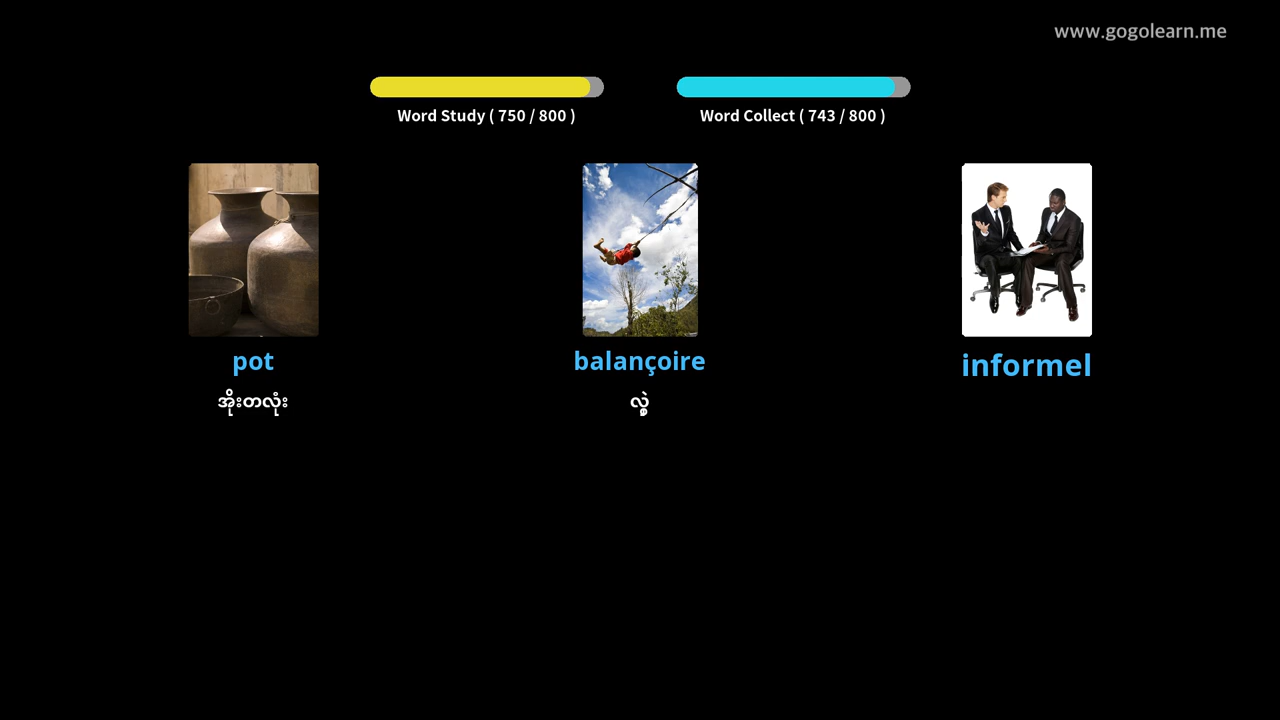 www.gogolearn.me
Word Study ( 750 / 800 )
Word Collect ( 743 / 800 )
pot
balançoire
informel
အိုးတလုံး
လွှဲ